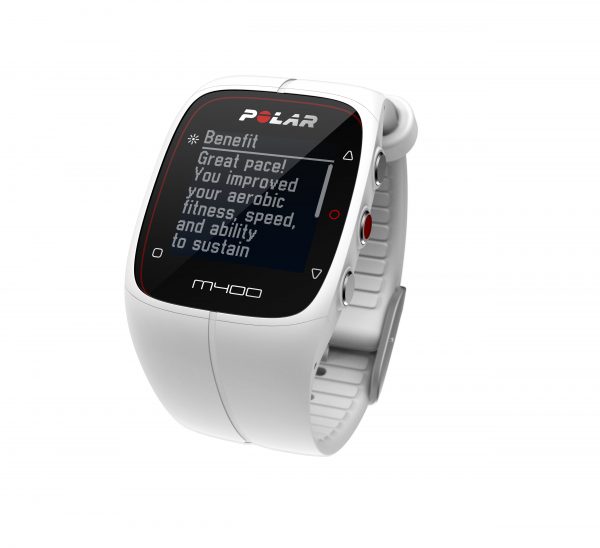 POLAR
Benefit
Great pace!
You improved
your aerobic
fitness, speed,
and ability
to sustain
M400